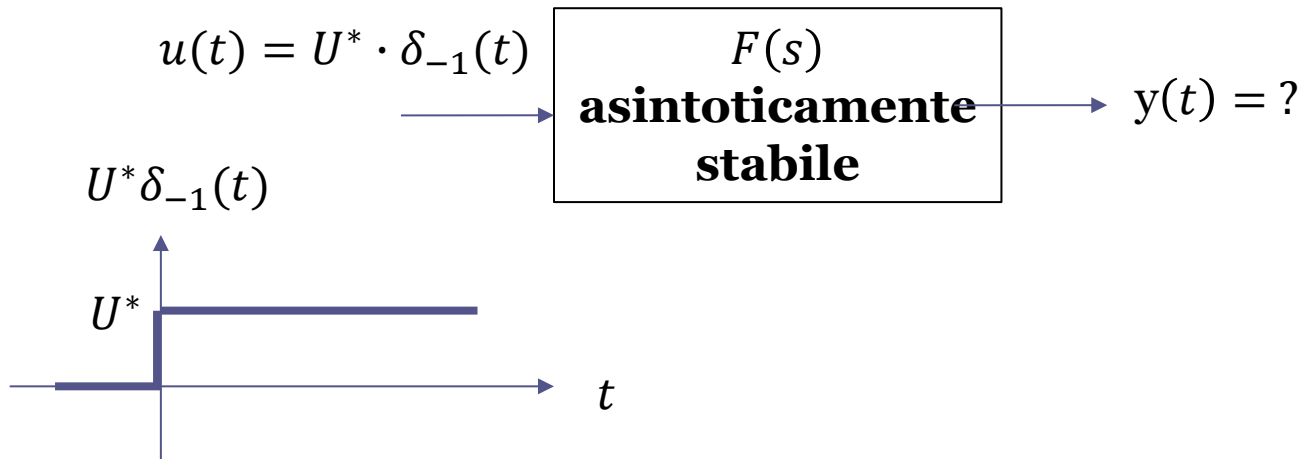 u(t) = U* · δ₋₁(t)
F(s)
asintoticamente
stabile
y(t) = ?
U*δ₋₁(t)
U*
t